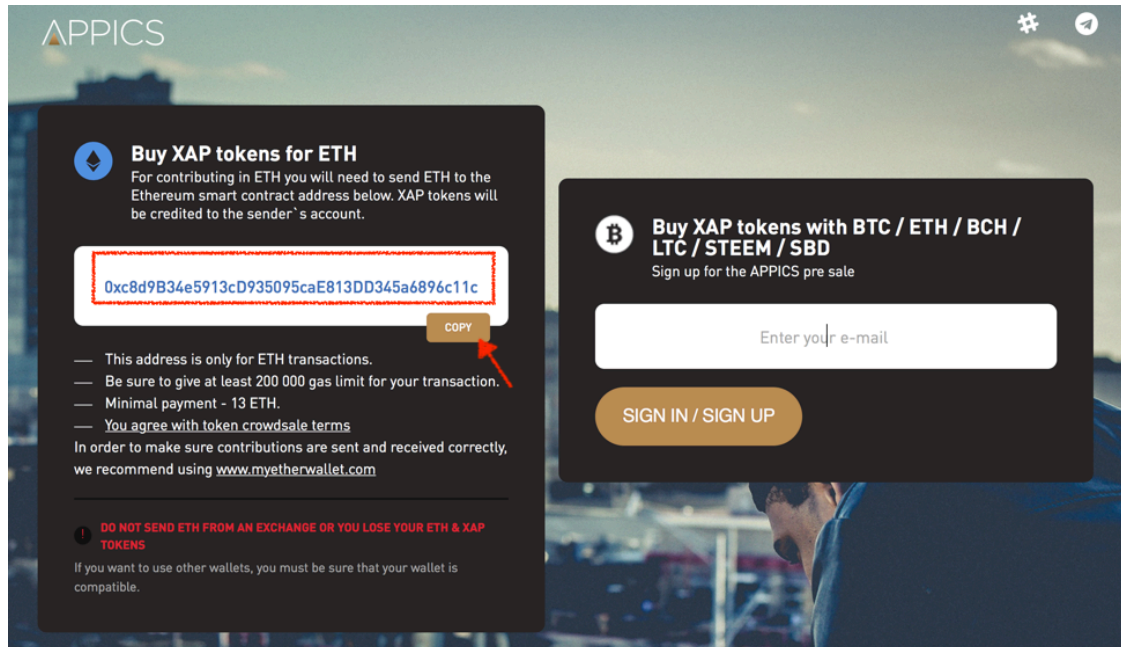 APPICS
Buy XAP tokens for ETH
For contributing in ETH you will need to send ETH to the
Ethereum smart contract address below. XAP tokens will
be credited to the sender`s account.
0xc8d9B34e5913cD935095caE813DD345a6896c11c
COPY
— This address is only for ETH transactions.
— Be sure to give at least 200 000 gas limit for your transaction.
— Minimal payment - 13 ETH.
— You agree with token crowdsale terms
In order to make sure contributions are sent and received correctly,
we recommend using www.myetherwallet.com
! DO NOT SEND ETH FROM AN EXCHANGE OR YOU LOSE YOUR ETH & XAP
TOKENS
If you want to use other wallets, you must be sure that your wallet is
compatible.
Buy XAP tokens with BTC / ETH / BCH /
LTC / STEEM / SBD
Sign up for the APPICS pre sale
Enter your e-mail
SIGN IN / SIGN UP